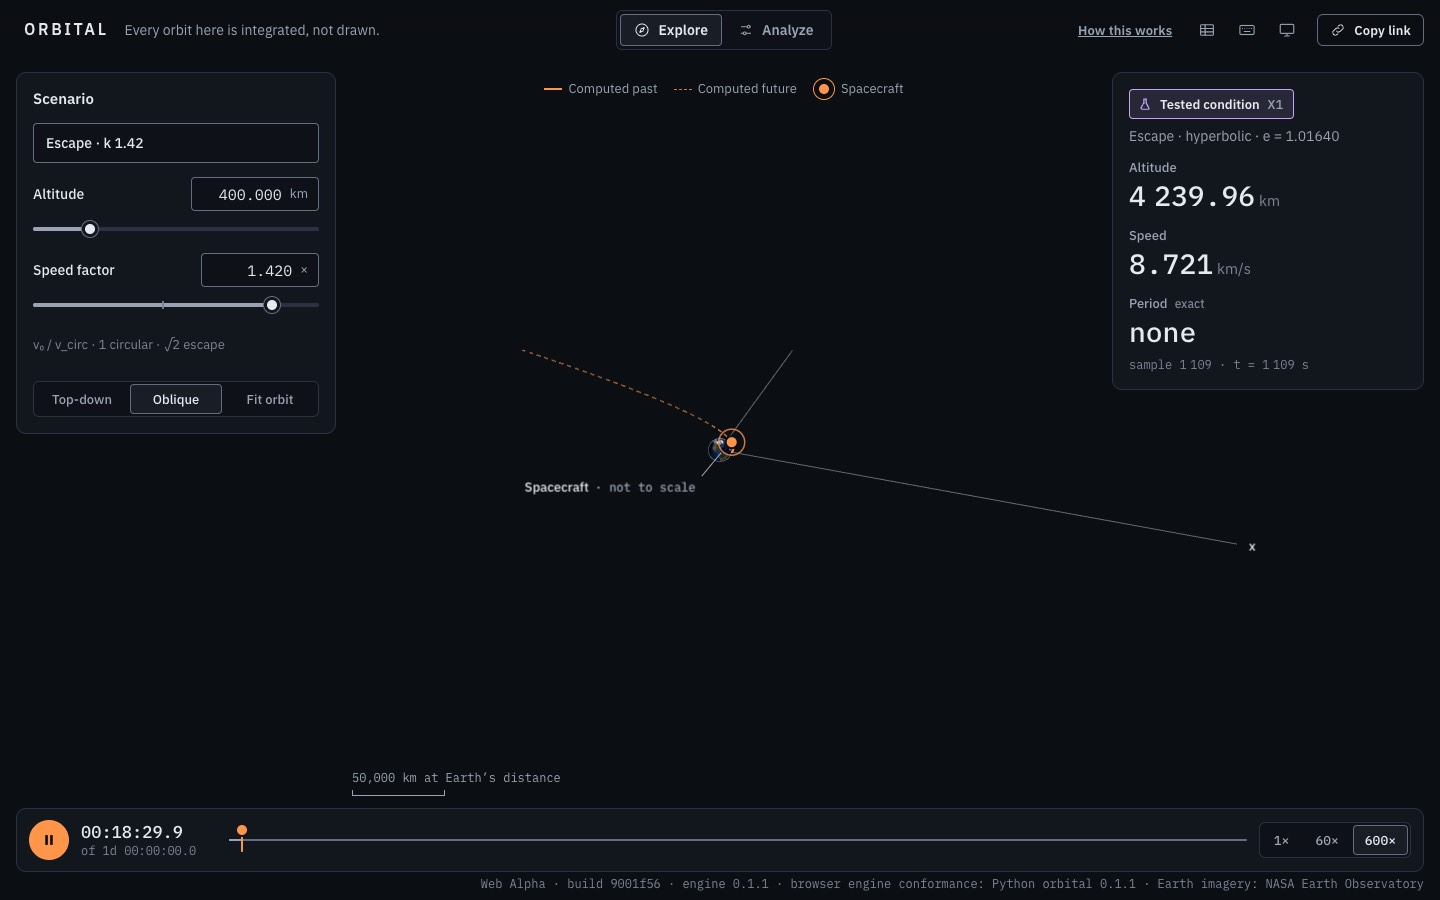 ORBITAL Every orbit here is integrated, not drawn. Explore Analyze How this works Copy link
Scenario
Escape · k 1.42
Altitude 400.000 km
Speed factor 1.420 ×
v₀ / v_circ · 1 circular · √2 escape
Top-down Oblique Fit orbit
Computed past Computed future Spacecraft
Tested condition X1
Escape · hyperbolic · e = 1.01640
Altitude
4 239.96 km
Speed
8.721 km/s
Period exact
none
sample 1 109 · t = 1 109 s
Spacecraft · not to scale
x
50,000 km at Earth's distance
00:18:29.9
of 1d 00:00:00.0
1× 60× 600×
Web Alpha · build 9001f56 · engine 0.1.1 · browser engine conformance: Python orbital 0.1.1 · Earth imagery: NASA Earth Observatory